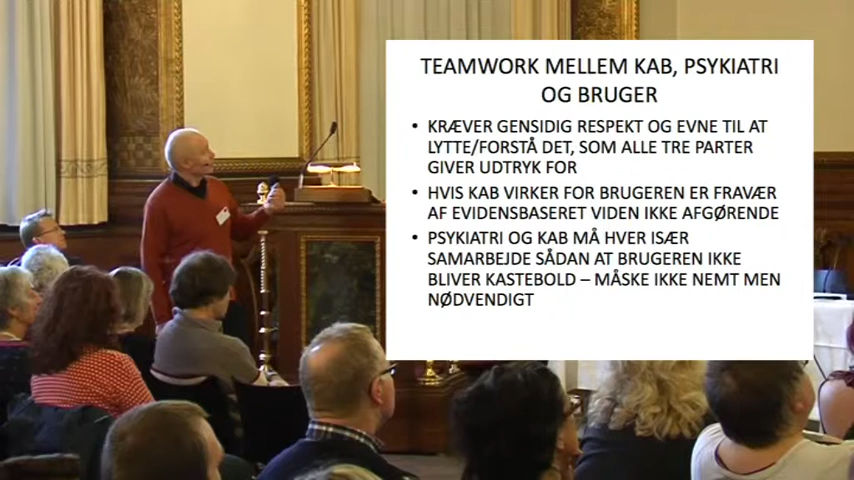 TEAMWORK MELLEM KAB, PSYKIATRI
OG BRUGER
• KRÆVER GENSIDIG RESPEKT OG EVNE TIL AT
LYTTE/FORSTÅ DET, SOM ALLE TRE PARTER
GIVER UDTRYK FOR
• HVIS KAB VIRKER FOR BRUGEREN ER FRAVÆR
AF EVIDENSBASERET VIDEN IKKE AFGØRENDE
• PSYKIATRI OG KAB MÅ HVER ISÆR
SAMARBEJDE SÅDAN AT BRUGEREN IKKE
BLIVER KASTEBOLD – MÅSKE IKKE NEMT MEN
NØDVENDIGT